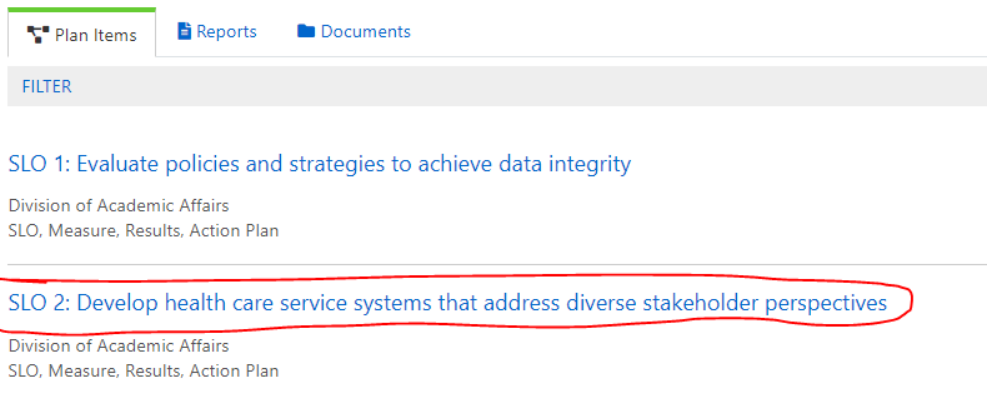 Plan Items Reports Documents
FILTER
SLO 1: Evaluate policies and strategies to achieve data integrity
Division of Academic Affairs
SLO, Measure, Results, Action Plan
SLO 2: Develop health care service systems that address diverse stakeholder perspectives
Division of Academic Affairs
SLO, Measure, Results, Action Plan